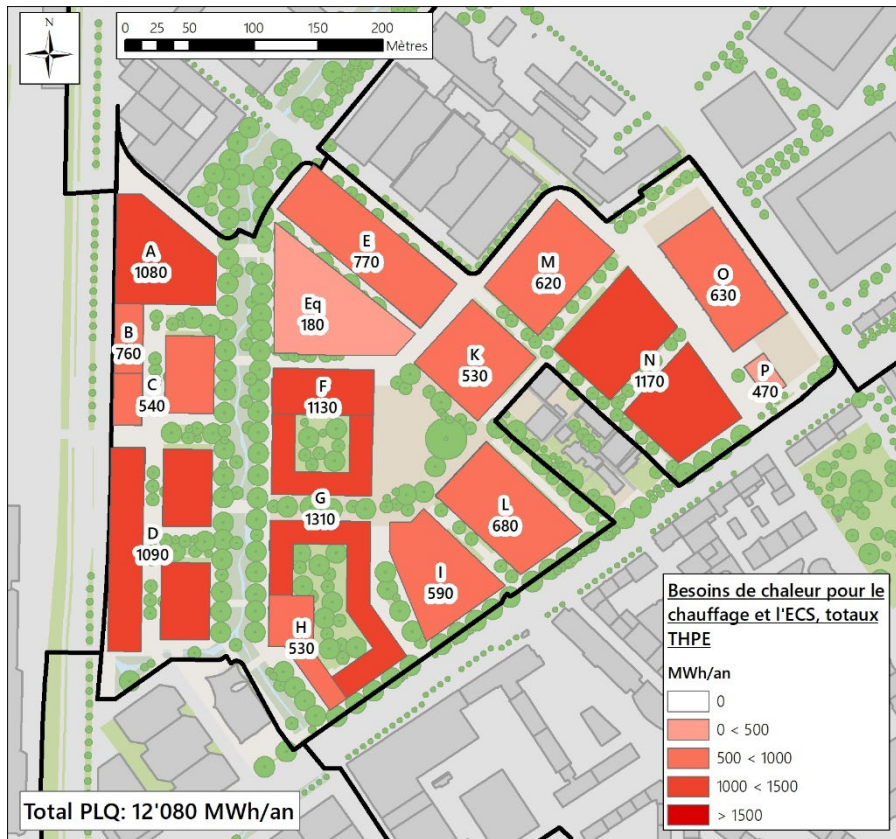 N
0 25 50 100 150 200
Mètres
A
1080
B
760
C
540
D
1090
E
770
Eq
180
F
1130
G
1310
H
530
I
590
K
530
L
680
M
620
N
1170
O
630
P
470
Besoins de chaleur pour le
chauffage et l'ECS, totaux
THPE
MWh/an
0
0 < 500
500 < 1000
1000 < 1500
> 1500
Total PLQ: 12'080 MWh/an